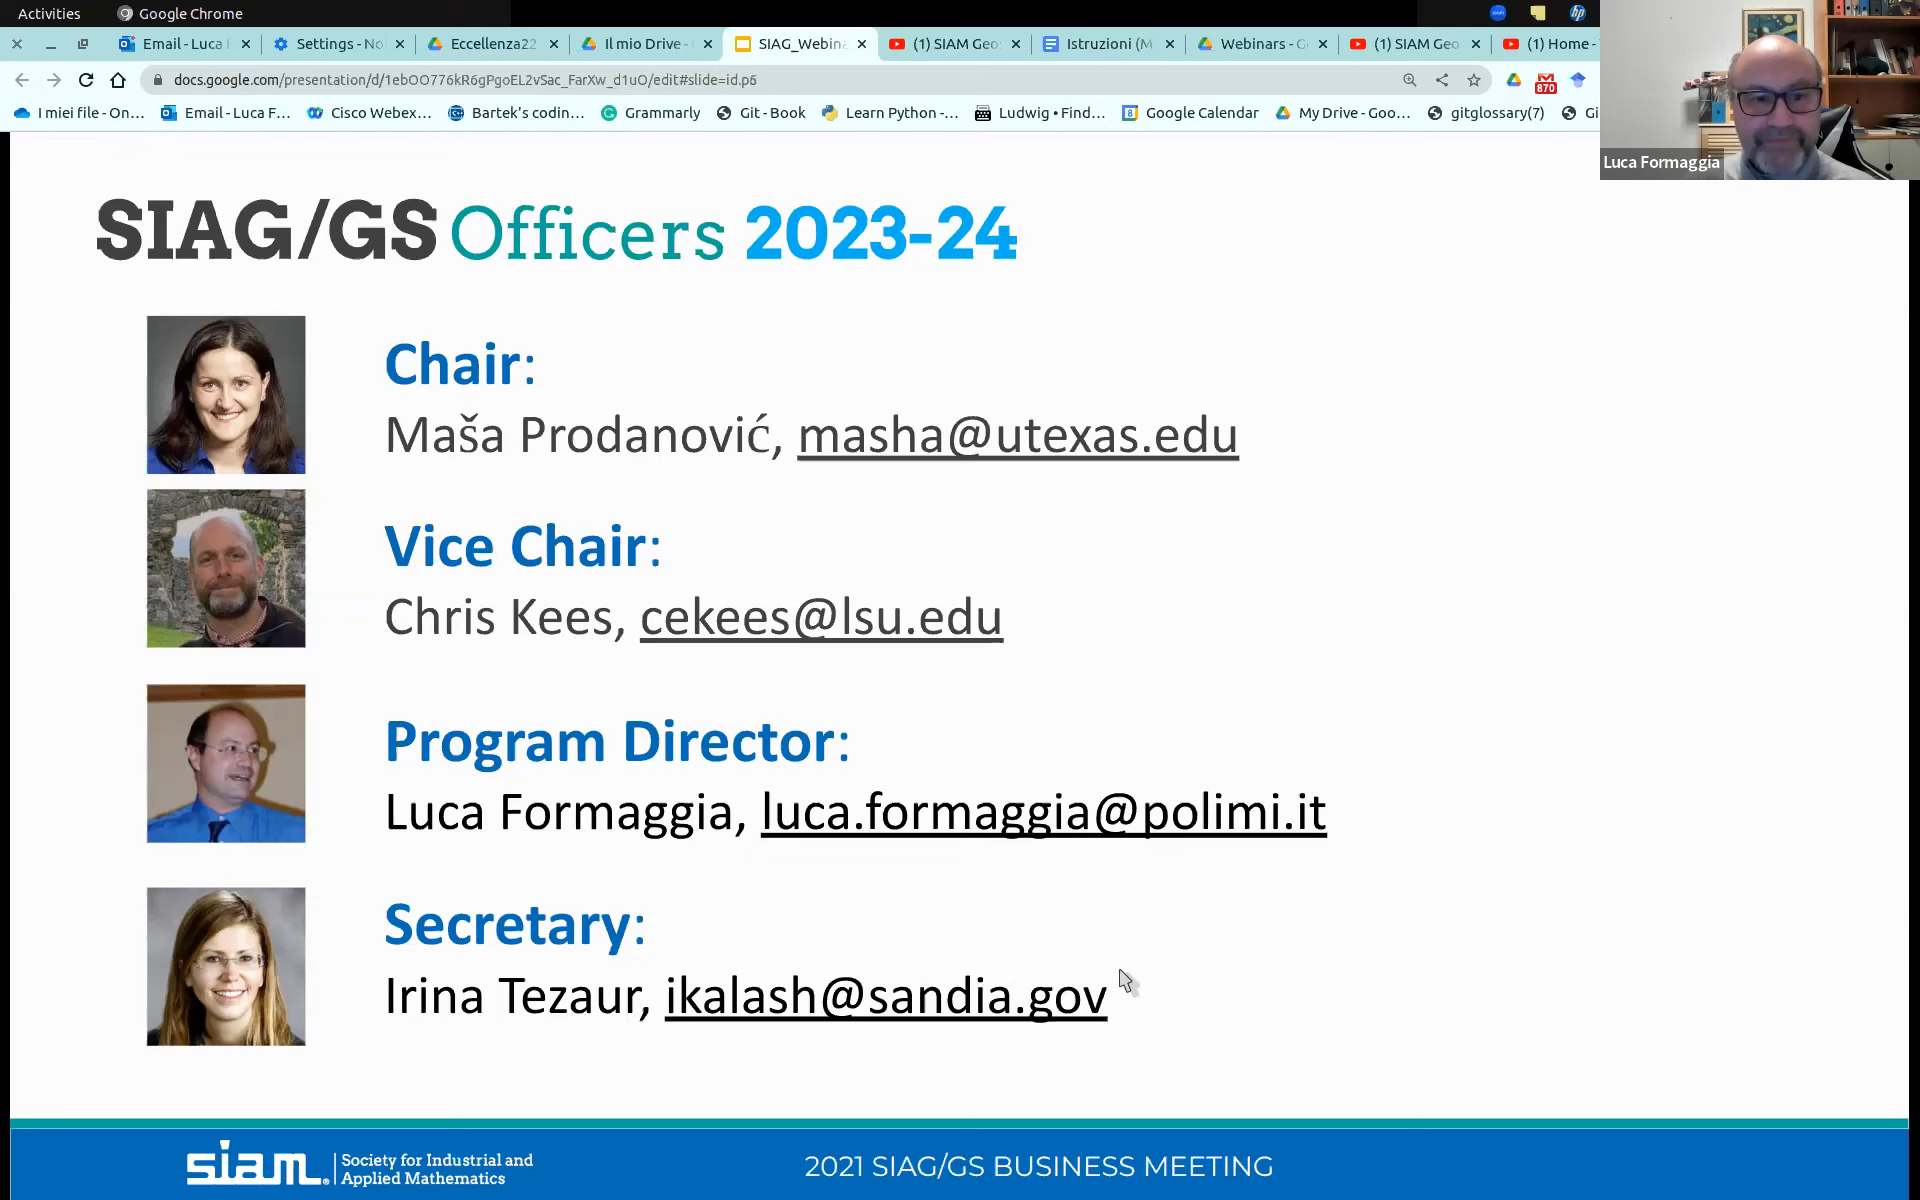 Activities
Google Chrome
Email - Luca
Settings - No
Eccellenza22
Il mio Drive -
SIAG_Webina
(1) SIAM Geo
Istruzioni (M
Webinars - G
(1) SIAM Geo
(1) Home -
docs.google.com/presentation/d/1ebOO776kR6gPgoEL2vSac_FarXw_d1uO/edit#slide=id.p6
870
I miei file - On...
Email - Luca F...
Cisco Webex...
Bartek's codin...
Grammarly
Git - Book
Learn Python -...
Ludwig • Find...
Google Calendar
My Drive - Goo...
gitglossary(7)
Gi
Luca Formaggia
SIAG/GS Officers 2023-24
Chair:
Maša Prodanović, masha@utexas.edu
Vice Chair:
Chris Kees, cekees@lsu.edu
Program Director:
Luca Formaggia, luca.formaggia@polimi.it
Secretary:
Irina Tezaur, ikalash@sandia.gov
siam. Society for Industrial and
Applied Mathematics
2021 SIAG/GS BUSINESS MEETING